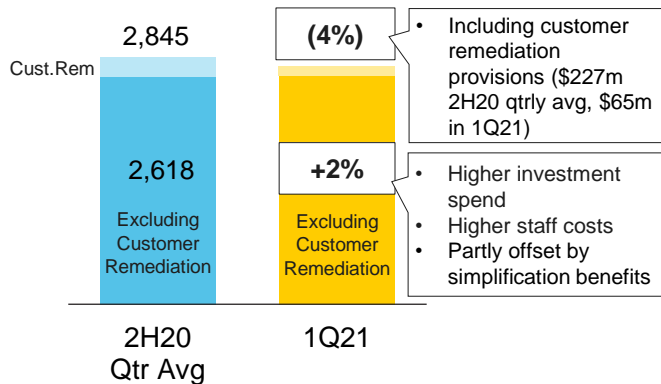 2,845
Cust.Rem
2,618
Excluding
Customer
Remediation
2H20
Qtr Avg
(4%)
+2%
Excluding
Customer
Remediation
1Q21
• Including customer
remediation
provisions ($227m
2H20 qtrly avg, $65m
in 1Q21)
• Higher investment
spend
• Higher staff costs
• Partly offset by
simplification benefits